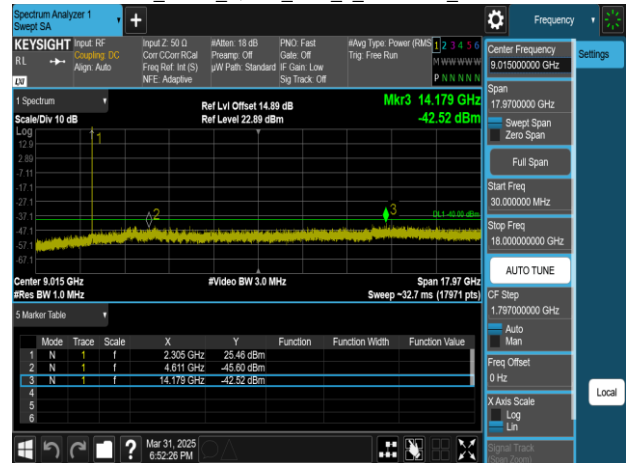 Spectrum Analyzer 1
Swept SA
+
Frequency
KEYSIGHT
RL
LXI
Input: RF
Coupling: DC
Align: Auto
Input Z: 50 Ω
Corr CCorr RCal
Freq Ref: Int (S)
NFE: Adaptive
#Atten: 18 dB
Preamp: Off
µW Path: Standard
PNO: Fast
Gate: Off
IF Gain: Low
Sig Track: Off
#Avg Type: Power (RMS
Trig: Free Run
1 2 3 4 5 6
M W W W W W
P N N N N N
Center Frequency
9.015000000 GHz
Settings
1 Spectrum
Scale/Div 10 dB
Ref Lvl Offset 14.89 dB
Ref Level 22.89 dBm
Mkr3 14.179 GHz
-42.52 dBm
Log
12.9
2.89
-7.11
-17.1
-27.1
-37.1
-47.1
-57.1
-67.1
1
2
3
DL1 -40.00 dBm
Center 9.015 GHz
#Res BW 1.0 MHz
#Video BW 3.0 MHz
Span 17.97 GHz
Sweep ~32.7 ms (17971 pts)
Span
17.9700000 GHz
Swept Span
Zero Span
Full Span
Start Freq
30.000000 MHz
Stop Freq
18.000000000 GHz
AUTO TUNE
CF Step
1.797000000 GHz
Auto
Man
Freq Offset
0 Hz
X Axis Scale
Log
Lin
Signal Track
(Span Zoom)
Local
5 Marker Table
Mode Trace Scale X Y Function Function Width Function Value
1 N 1 f 2.305 GHz 25.46 dBm
2 N 1 f 4.611 GHz -45.60 dBm
3 N 1 f 14.179 GHz -42.52 dBm
4
5
6
?
Mar 31, 2025
6:52:26 PM